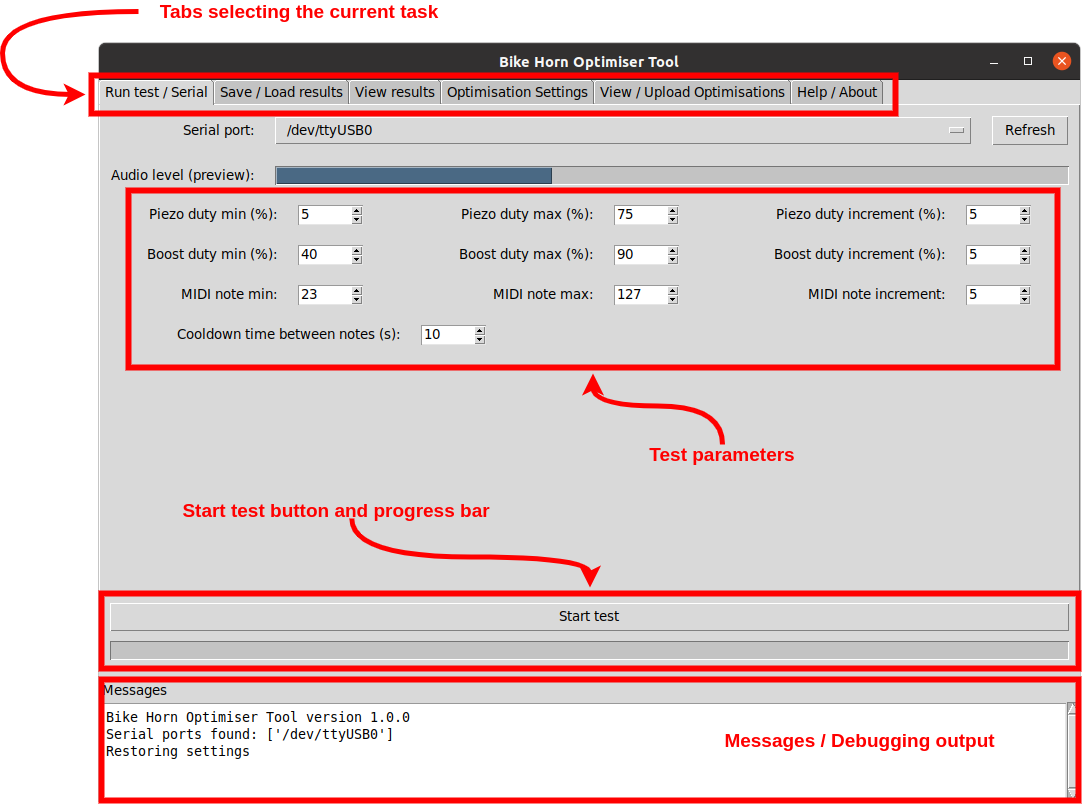 Tabs selecting the current task
Bike Horn Optimiser Tool
Run test / Serial Save / Load results View results Optimisation Settings View / Upload Optimisations Help / About
Serial port: /dev/ttyUSB0 Refresh
Audio level (preview):
Piezo duty min (%): 5 Piezo duty max (%): 75 Piezo duty increment (%): 5
Boost duty min (%): 40 Boost duty max (%): 90 Boost duty increment (%): 5
MIDI note min: 23 MIDI note max: 127 MIDI note increment: 5
Cooldown time between notes (s): 10
Test parameters
Start test button and progress bar
Start test
Messages
Bike Horn Optimiser Tool version 1.0.0
Serial ports found: ['/dev/ttyUSB0']
Restoring settings
Messages / Debugging output